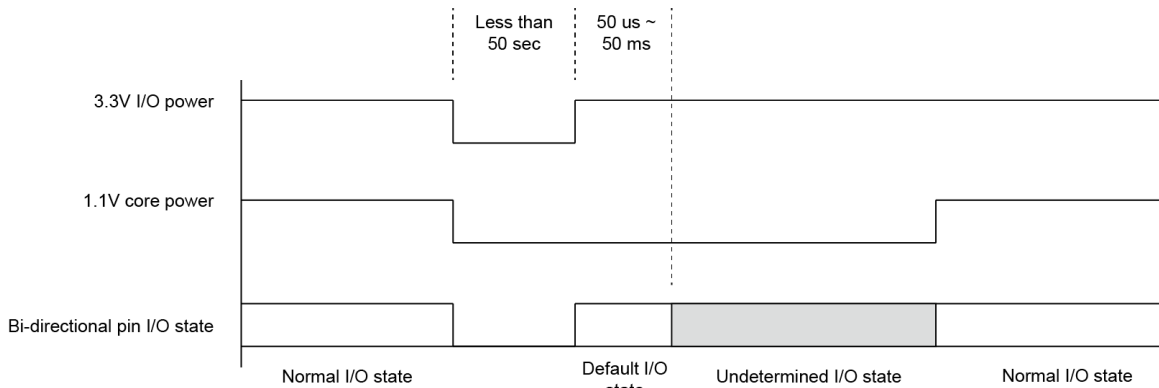 Less than
50 sec
50 us ~
50 ms
3.3V I/O power
1.1V core power
Bi-directional pin I/O state
Normal I/O state
Default I/O
state
Undetermined I/O state
Normal I/O state